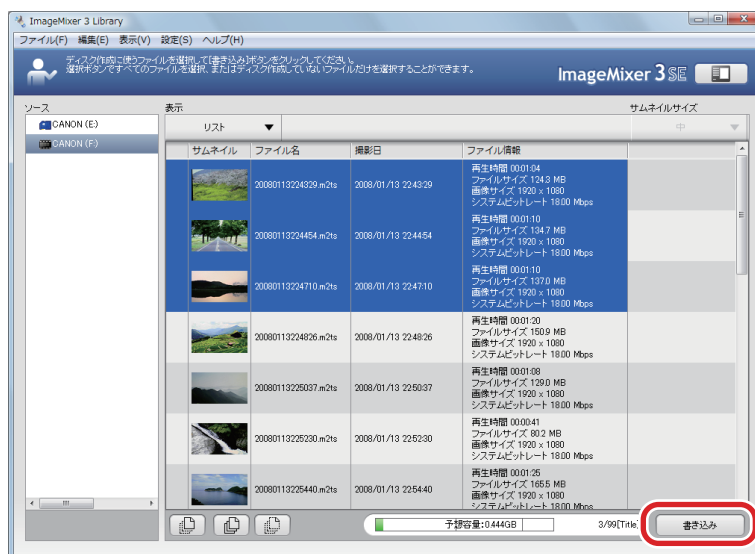 ImageMixer 3 Library
ファイル(F) 編集(E) 表示(V) 設定(S) ヘルプ(H)
ディスク作成に使うファイルを選択して[書き込み]ボタンをクリックしてください。
選択ボタンですべてのファイルを選択、またはディスク作成していないファイルだけを選択することができます。
ImageMixer 3 SE
ソース 表示 サムネイルサイズ
CANON (E:) リスト 中
CANON (F:)
サムネイル ファイル名 撮影日 ファイル情報
再生時間 00:01:04
ファイルサイズ 124.3 MB
20080113224329.m2ts 2008/01/13 22:43:29
画像サイズ 1920 x 1080
システムビットレート 18.00 Mbps
再生時間 00:01:10
ファイルサイズ 134.7 MB
20080113224454.m2ts 2008/01/13 22:44:54
画像サイズ 1920 x 1080
システムビットレート 18.00 Mbps
再生時間 00:01:10
ファイルサイズ 137.0 MB
20080113224710.m2ts 2008/01/13 22:47:10
画像サイズ 1920 x 1080
システムビットレート 18.00 Mbps
再生時間 00:01:20
ファイルサイズ 150.9 MB
20080113224826.m2ts 2008/01/13 22:48:26
画像サイズ 1920 x 1080
システムビットレート 18.00 Mbps
再生時間 00:01:08
ファイルサイズ 129.0 MB
20080113225037.m2ts 2008/01/13 22:50:37
画像サイズ 1920 x 1080
システムビットレート 18.00 Mbps
再生時間 00:00:41
ファイルサイズ 80.2 MB
20080113225230.m2ts 2008/01/13 22:52:30
画像サイズ 1920 x 1080
システムビットレート 18.00 Mbps
再生時間 00:01:25
ファイルサイズ 165.5 MB
20080113225440.m2ts 2008/01/13 22:54:40
画像サイズ 1920 x 1080
システムビットレート 18.00 Mbps
予想容量:0.444GB 3/99[Title] 書き込み